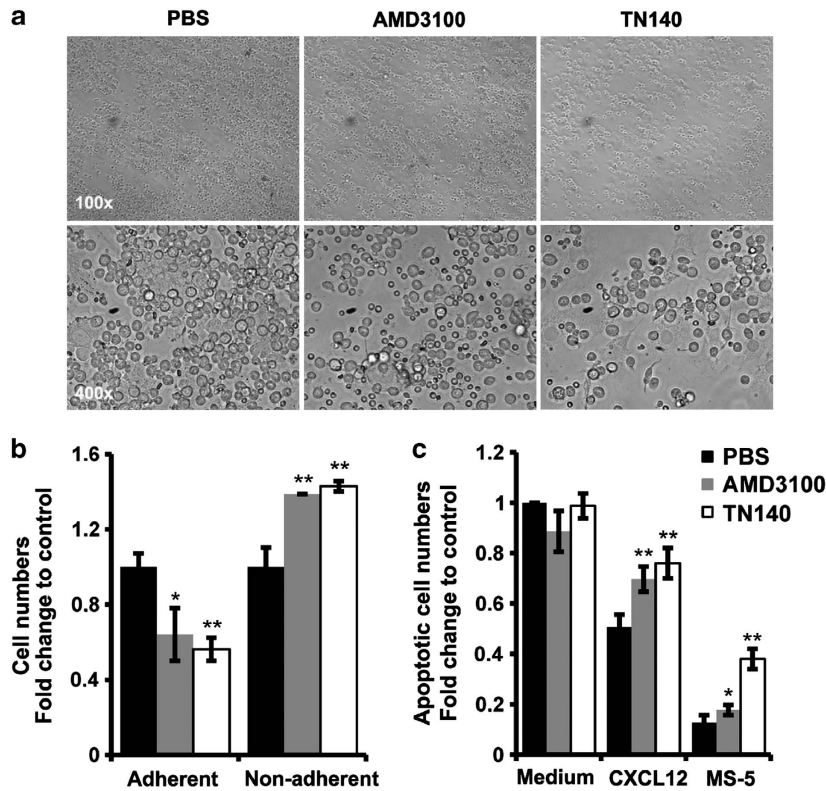 a
PBS AMD3100 TN140
100x
400x
b
Cell numbers
Fold change to control
1.6
1.2
0.8
0.4
0
* ** ** **
Adherent Non-adherent
c
Apoptotic cell numbers
Fold change to control
1.2
1
0.8
0.6
0.4
0.2
0
** ** * **
Medium CXCL12 MS-5
PBS
AMD3100
TN140